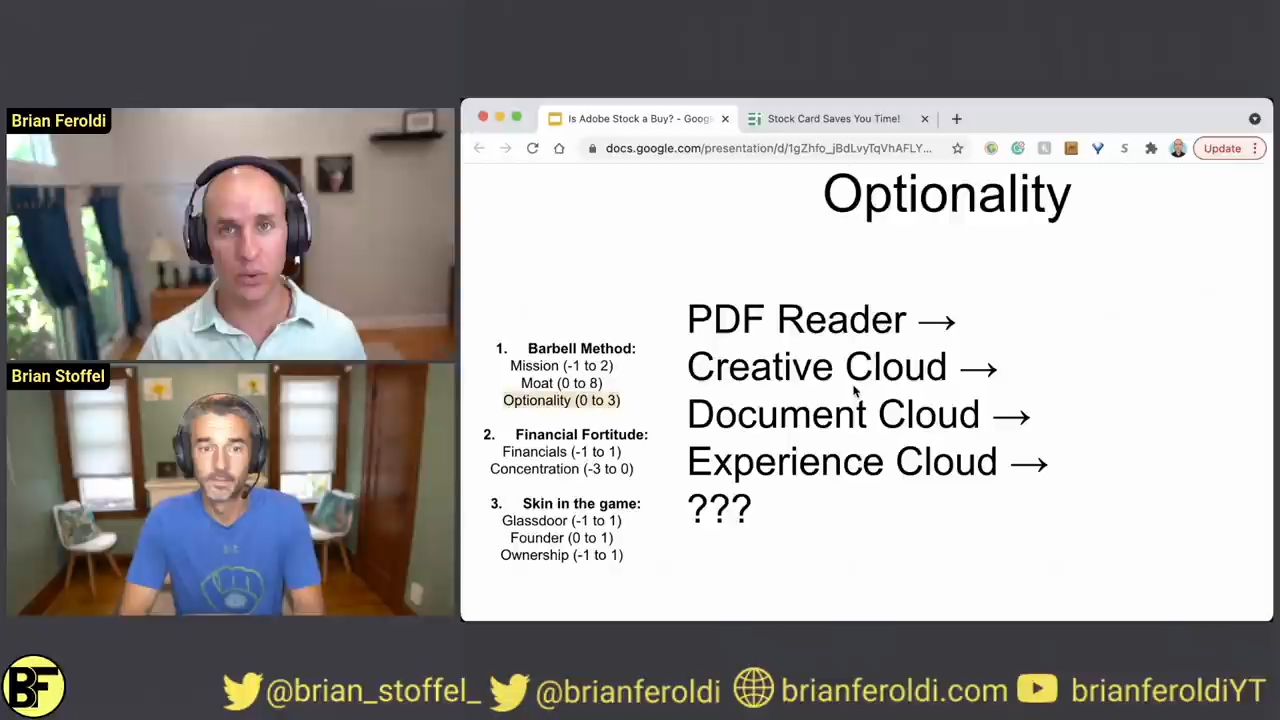 Brian Feroldi
Brian Stoffel
Is Adobe Stock a Buy? - Goog
Stock Card Saves You Time!
docs.google.com/presentation/d/1gZhfo_jBdLvyTqVhAFLY...
Update
Optionality
1. Barbell Method:
Mission (-1 to 2)
Moat (0 to 8)
Optionality (0 to 3)
2. Financial Fortitude:
Financials (-1 to 1)
Concentration (-3 to 0)
3. Skin in the game:
Glassdoor (-1 to 1)
Founder (0 to 1)
Ownership (-1 to 1)
PDF Reader →
Creative Cloud →
Document Cloud →
Experience Cloud →
???
BF
@brian_stoffel_
@brianferoldi
brianferoldi.com
brianferoldiYT